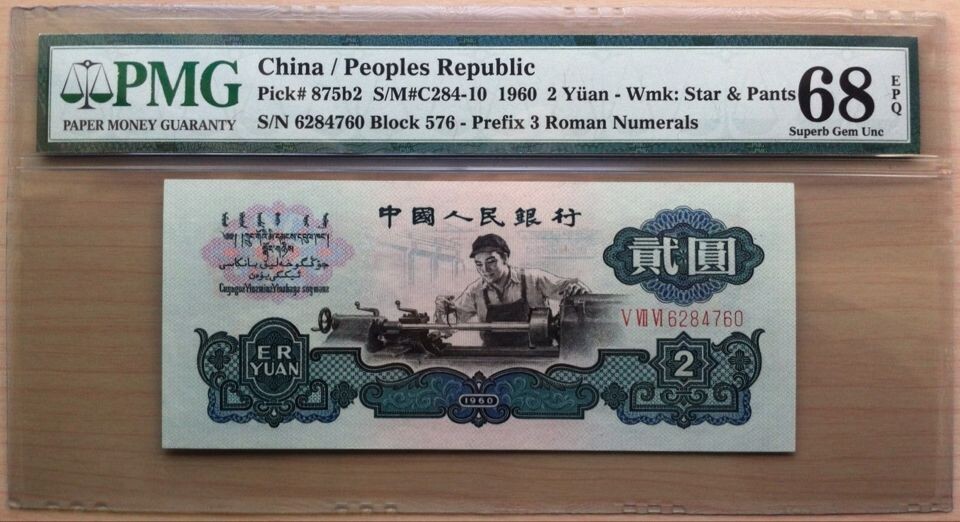 PMG
PAPER MONEY GUARANTY
China / Peoples Republic
Pick# 875b2 S/M#C284-10 1960 2 Yüan - Wmk: Star & Pants
S/N 6284760 Block 576 - Prefix 3 Roman Numerals
68
EPQ
Superb Gem Unc
中國人民銀行
貳圓
V VII VI 6284760
ER
YUAN
1960
2